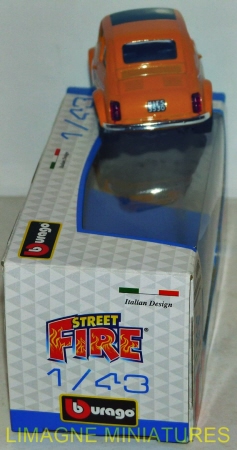 1/43
burago
Italian Design
STREET
FIRE®
1/43
burago
LIMAGNE MINIATURES